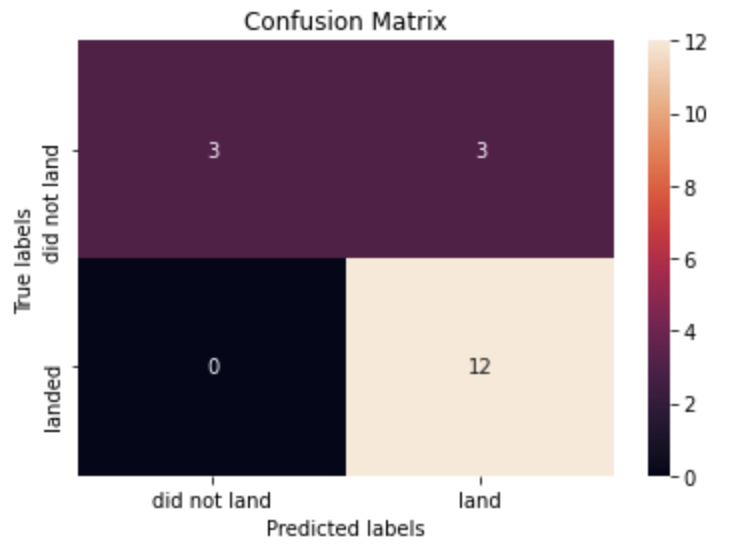 Confusion Matrix
True labels
did not land
landed
3
3
0
12
did not land
land
Predicted labels
12
10
8
6
4
2
0